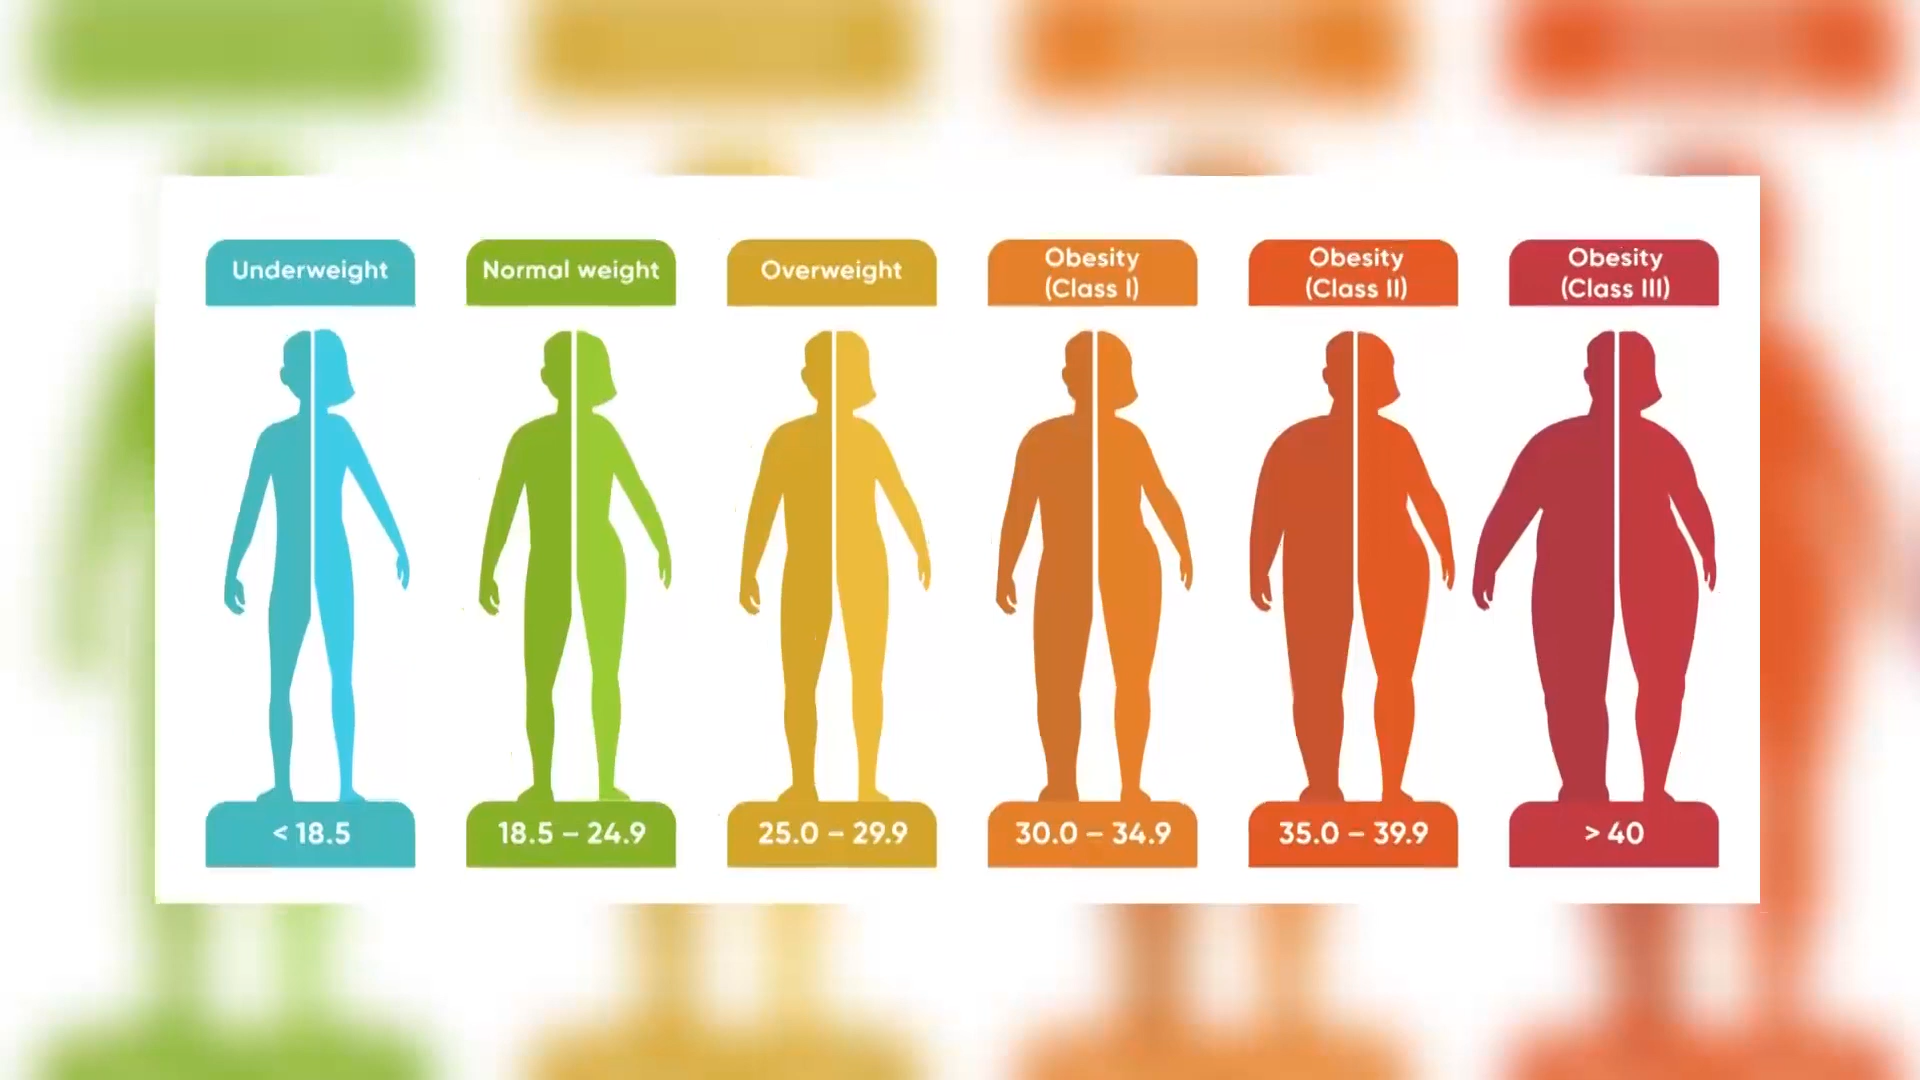 Underweight
Normal weight
Overweight
Obesity
(Class I)
Obesity
(Class II)
Obesity
(Class III)
< 18.5
18.5 – 24.9
25.0 – 29.9
30.0 – 34.9
35.0 – 39.9
> 40